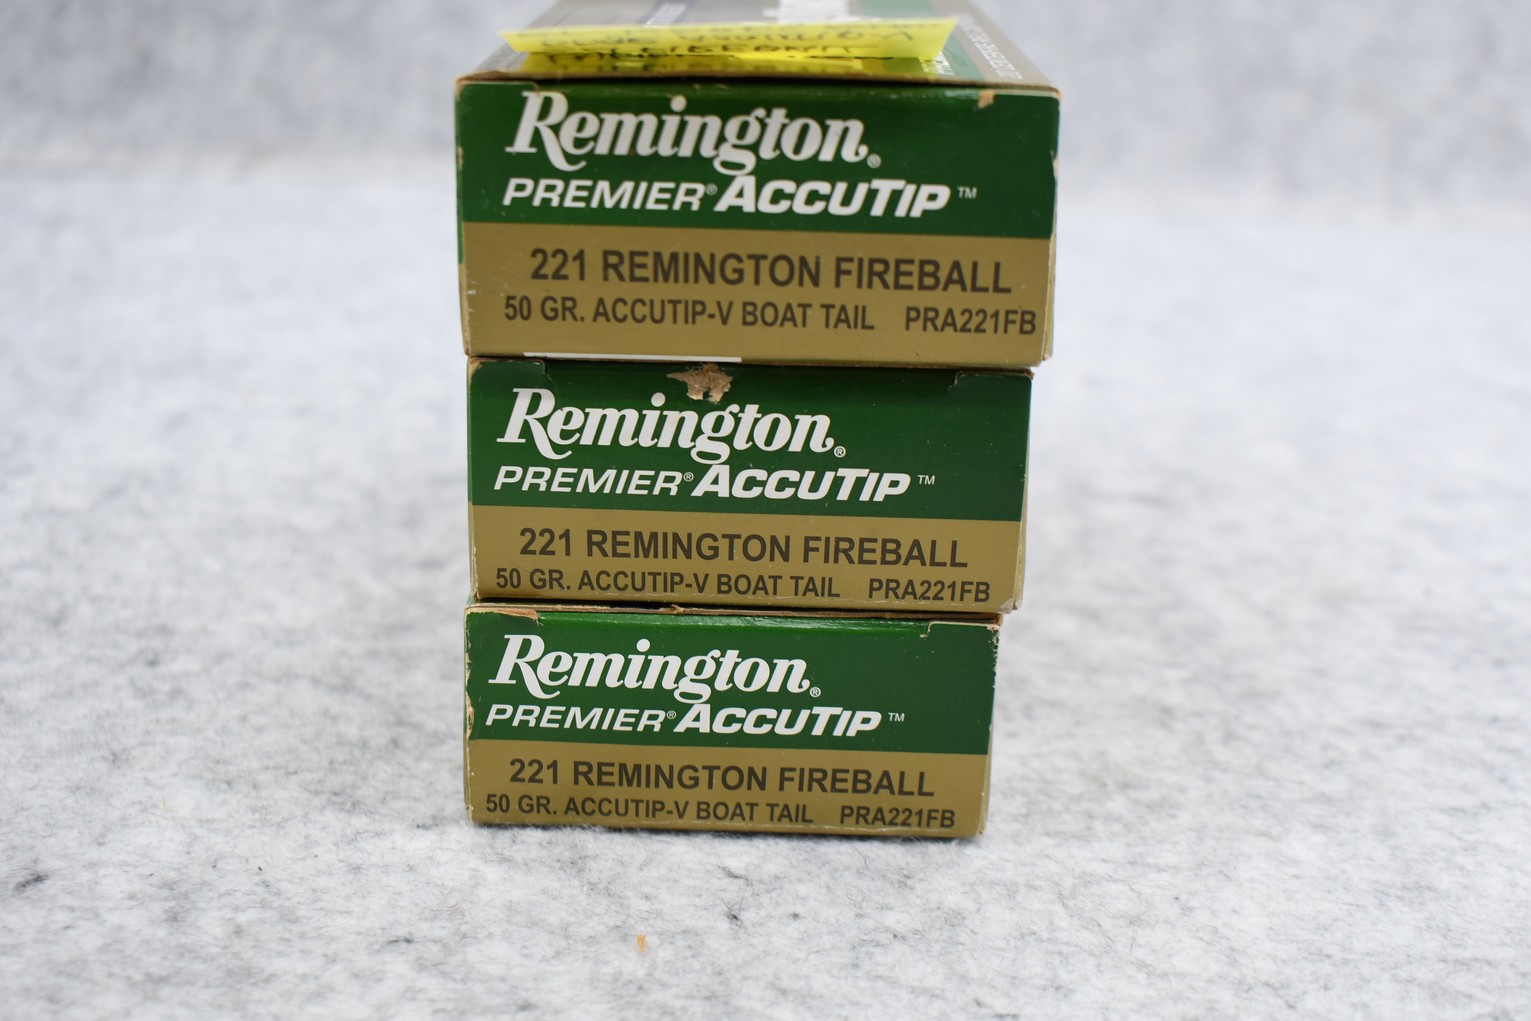 Remington®
PREMIER® ACCUTIP™
221 REMINGTON FIREBALL
50 GR. ACCUTIP-V BOAT TAIL PRA221FB
Remington®
PREMIER® ACCUTIP™
221 REMINGTON FIREBALL
50 GR. ACCUTIP-V BOAT TAIL PRA221FB
Remington®
PREMIER® ACCUTIP™
221 REMINGTON FIREBALL
50 GR. ACCUTIP-V BOAT TAIL PRA221FB